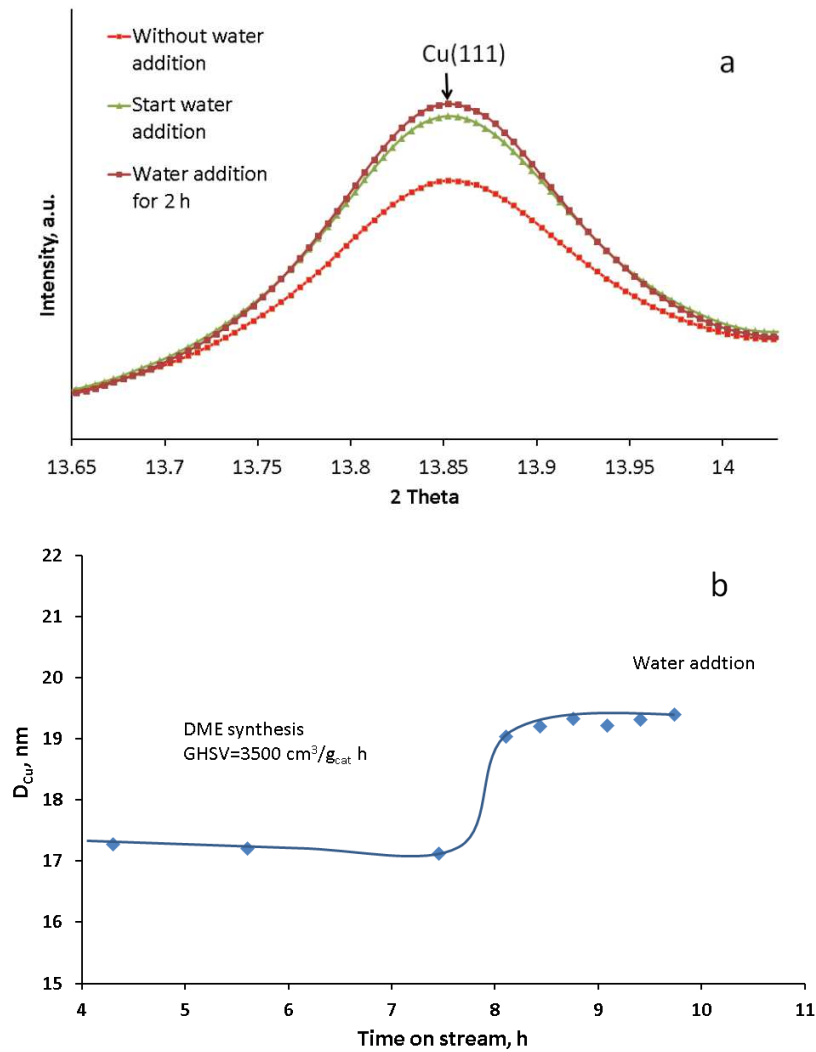 Without water
addition
Start water
addition
Water addition
for 2 h
Cu(111)
a
Intensity, a.u.
13.65 13.7 13.75 13.8 13.85 13.9 13.95 14
2 Theta
b
22
21
20
19
18
17
16
15
Water addtion
DME synthesis
GHSV=3500 cm³/g_cat h
D_Cu, nm
4 5 6 7 8 9 10 11
Time on stream, h